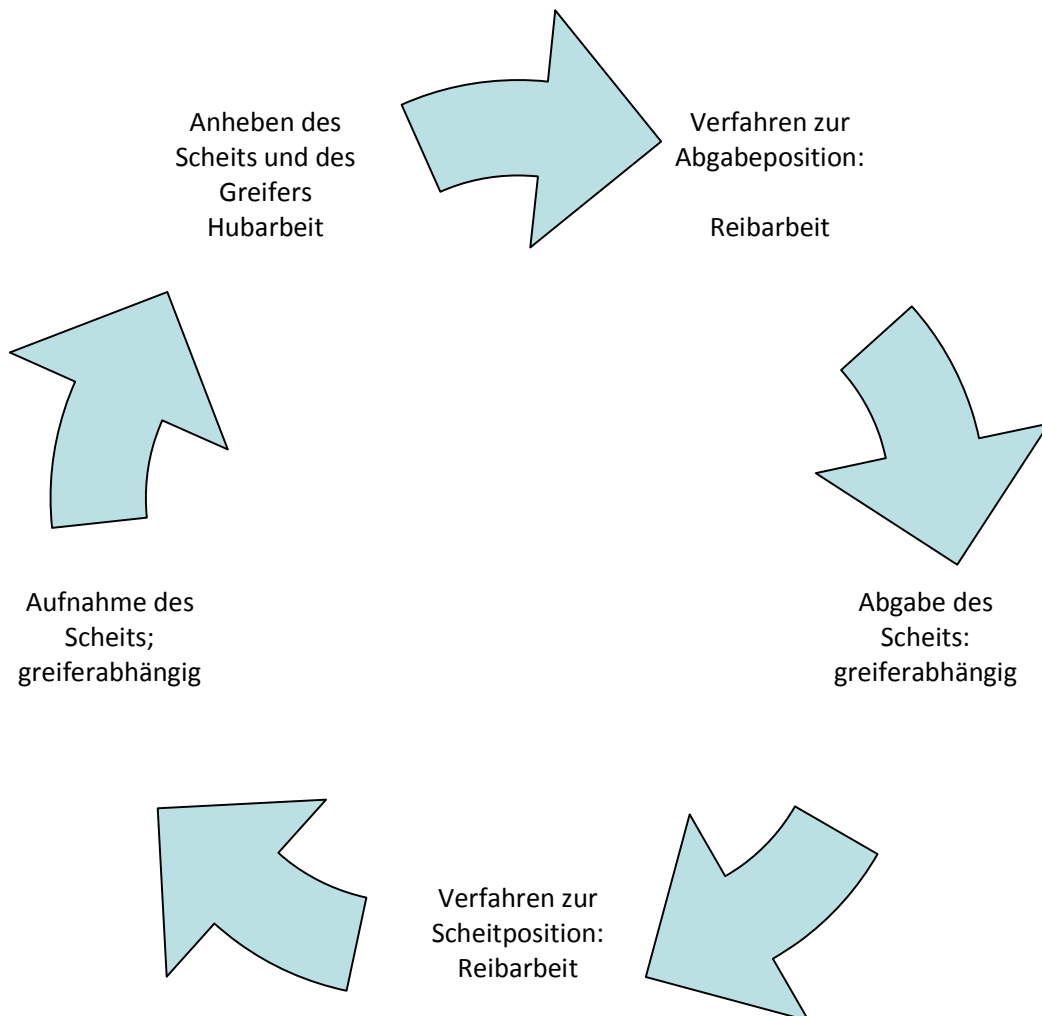 Anheben des
Scheits und des
Greifers
Hubarbeit
Verfahren zur
Abgabeposition:
Reibarbeit
Abgabe des
Scheits:
greiferabhängig
Verfahren zur
Scheitposition:
Reibarbeit
Aufnahme des
Scheits;
greiferabhängig